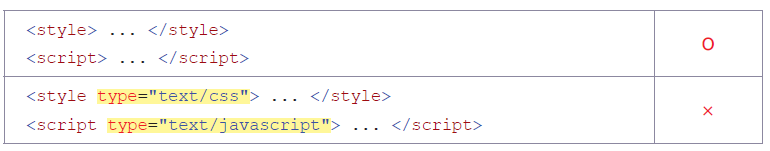 <style> ... </style>
<script> ... </script>
O
<style type="text/css"> ... </style>
<script type="text/javascript"> ... </script>
×